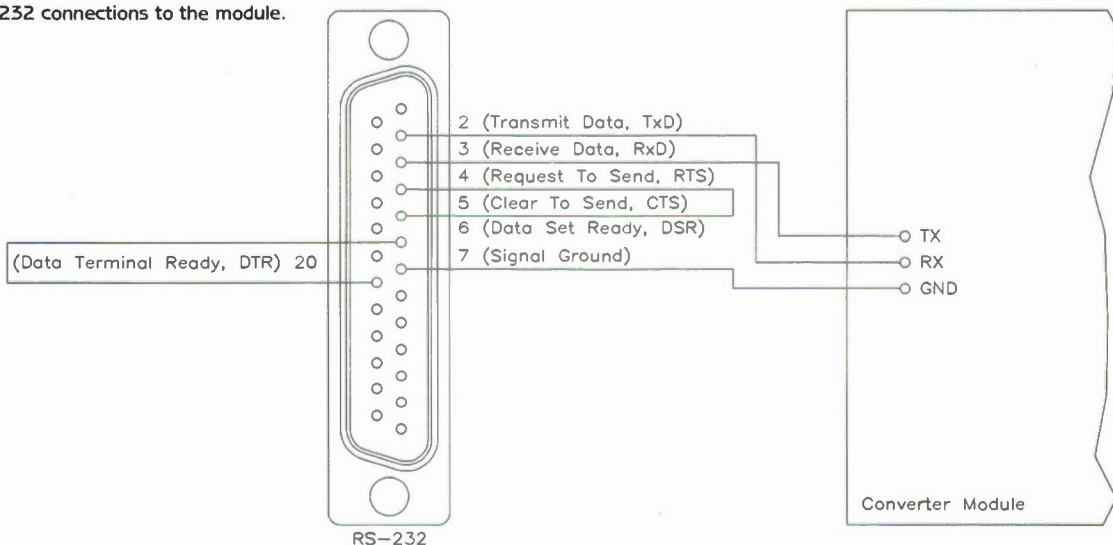 232 connections to the module.
2 (Transmit Data, TxD)
3 (Receive Data, RxD)
4 (Request To Send, RTS)
5 (Clear To Send, CTS)
6 (Data Set Ready, DSR)
7 (Signal Ground)
(Data Terminal Ready, DTR) 20
TX
RX
GND
Converter Module
RS-232